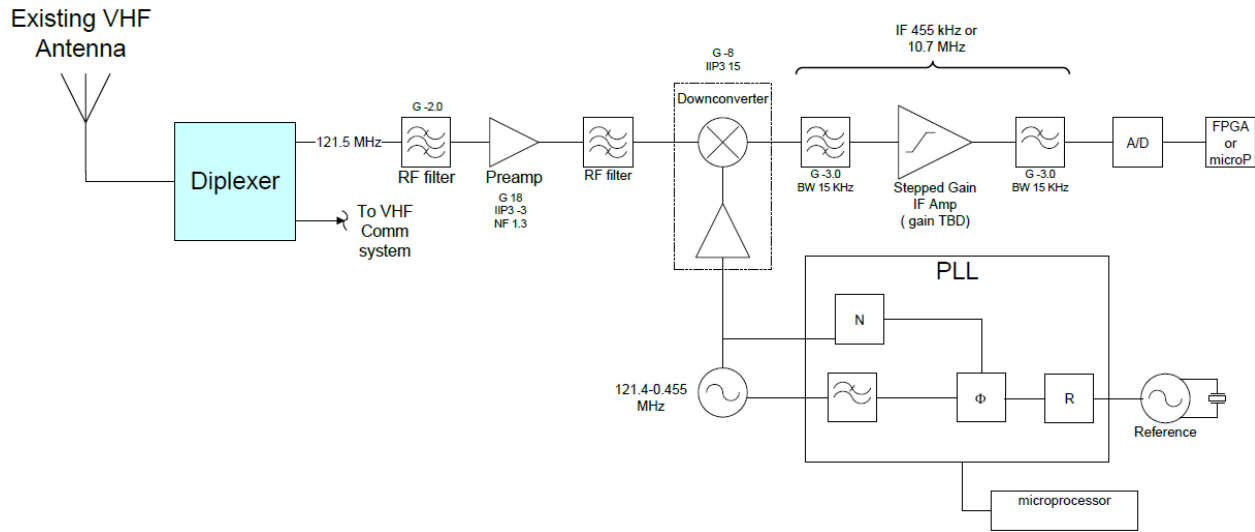 Existing VHF
Antenna
Diplexer
121.5 MHz
To VHF
Comm
system
G -2.0
RF filter
Preamp
G 18
IIP3 -3
NF 1.3
RF filter
G -8
IIP3 15
Downconverter
IF 455 kHz or
10.7 MHz
G -3.0
BW 15 KHz
Stepped Gain
IF Amp
( gain TBD)
G -3.0
BW 15 KHz
A/D
FPGA
or
microP
PLL
N
121.4-0.455
MHz
Φ
R
Reference
microprocessor